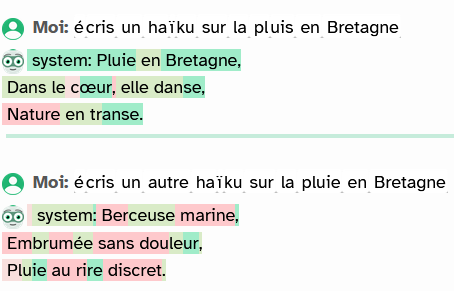 Moi: écris un haïku sur la pluis en Bretagne
system: Pluie en Bretagne,
Dans le cœur, elle danse,
Nature en transe.
Moi: écris un autre haïku sur la pluie en Bretagne
system: Berceuse marine,
Embrumée sans douleur,
Pluie au rire discret.